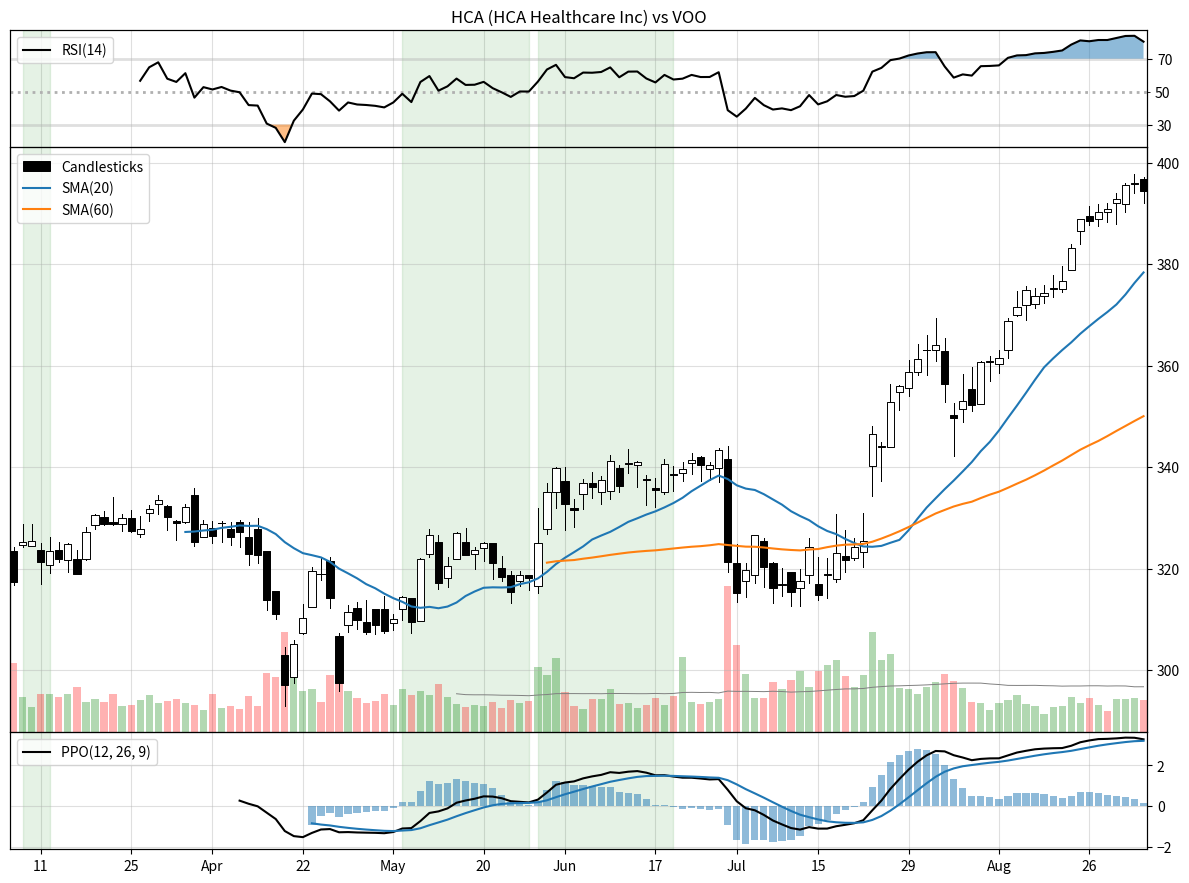 HCA (HCA Healthcare Inc) vs VOO
RSI(14)
70
50
30
Candlesticks
SMA(20)
SMA(60)
400
380
360
340
320
300
PPO(12, 26, 9)
2
0
−2
11 25 Apr 22 May 20 Jun 17 Jul 15 29 Aug 26